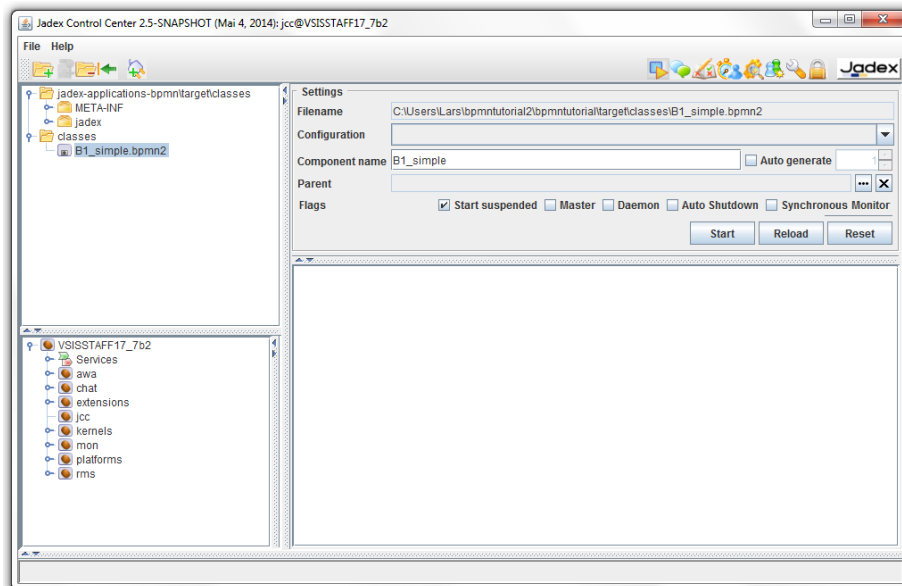 Jadex Control Center 2.5-SNAPSHOT (Mai 4, 2014): jcc@VSISSTAFF17_7b2
File Help
Jadex
jadex-applications-bpmn\target\classes
META-INF
jadex
classes
B1_simple.bpmn2
Settings
Filename C:\Users\Lars\bpmntutorial2\bpmntutorial\target\classes\B1_simple.bpmn2
Configuration
Component name B1_simple Auto generate 1
Parent ...
Flags Start suspended Master Daemon Auto Shutdown Synchronous Monitor
Start Reload Reset
VSISSTAFF17_7b2
Services
awa
chat
extensions
jcc
kernels
mon
platforms
rms